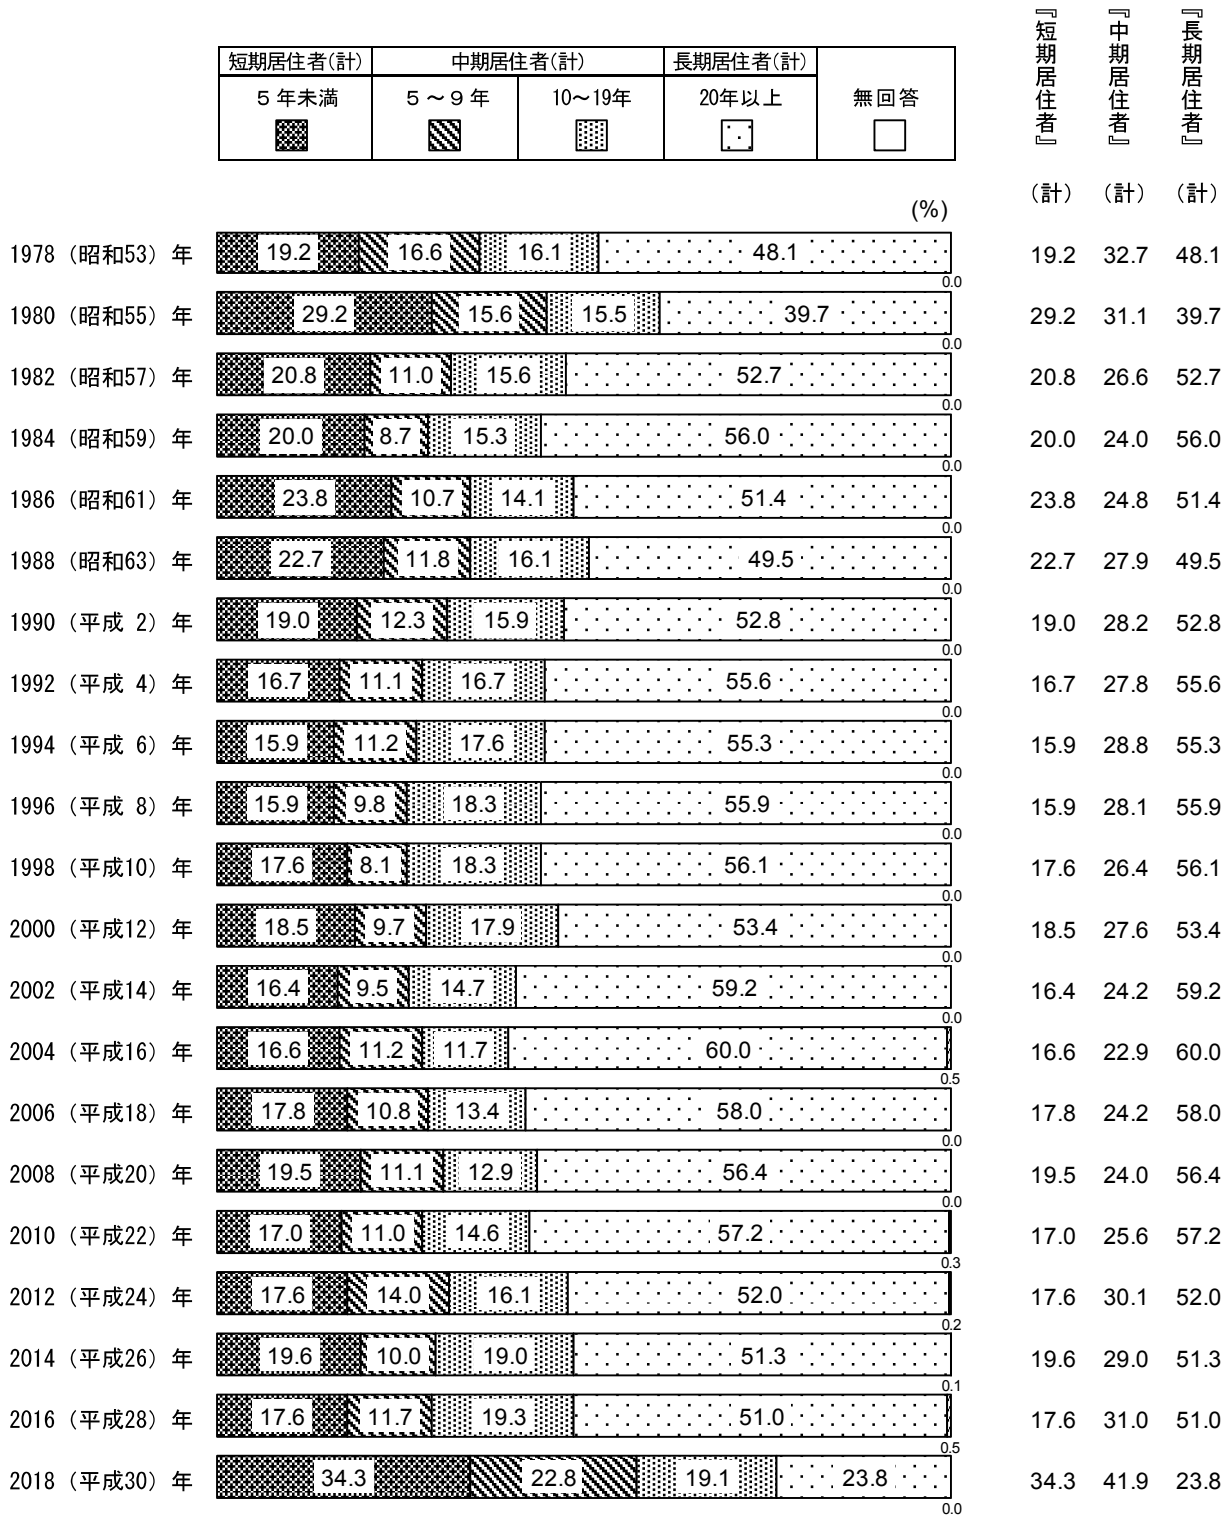 『短期居住者』 『中期居住者』 『長期居住者』
短期居住者(計) 中期居住者(計) 長期居住者(計)
5年未満 5～9年 10～19年 20年以上 無回答
(計) (計) (計)
(%)
1978(昭和53)年 19.2 16.6 16.1 48.1 19.2 32.7 48.1
0.0
1980(昭和55)年 29.2 15.6 15.5 39.7 29.2 31.1 39.7
0.0
1982(昭和57)年 20.8 11.0 15.6 52.7 20.8 26.6 52.7
0.0
1984(昭和59)年 20.0 8.7 15.3 56.0 20.0 24.0 56.0
0.0
1986(昭和61)年 23.8 10.7 14.1 51.4 23.8 24.8 51.4
0.0
1988(昭和63)年 22.7 11.8 16.1 49.5 22.7 27.9 49.5
0.0
1990(平成 2)年 19.0 12.3 15.9 52.8 19.0 28.2 52.8
0.0
1992(平成 4)年 16.7 11.1 16.7 55.6 16.7 27.8 55.6
0.0
1994(平成 6)年 15.9 11.2 17.6 55.3 15.9 28.8 55.3
0.0
1996(平成 8)年 15.9 9.8 18.3 55.9 15.9 28.1 55.9
0.0
1998(平成10)年 17.6 8.1 18.3 56.1 17.6 26.4 56.1
0.0
2000(平成12)年 18.5 9.7 17.9 53.4 18.5 27.6 53.4
0.0
2002(平成14)年 16.4 9.5 14.7 59.2 16.4 24.2 59.2
0.0
2004(平成16)年 16.6 11.2 11.7 60.0 16.6 22.9 60.0
0.5
2006(平成18)年 17.8 10.8 13.4 58.0 17.8 24.2 58.0
0.0
2008(平成20)年 19.5 11.1 12.9 56.4 19.5 24.0 56.4
0.0
2010(平成22)年 17.0 11.0 14.6 57.2 17.0 25.6 57.2
0.3
2012(平成24)年 17.6 14.0 16.1 52.0 17.6 30.1 52.0
0.2
2014(平成26)年 19.6 10.0 19.0 51.3 19.6 29.0 51.3
0.1
2016(平成28)年 17.6 11.7 19.3 51.0 17.6 31.0 51.0
0.5
2018(平成30)年 34.3 22.8 19.1 23.8 34.3 41.9 23.8
0.0